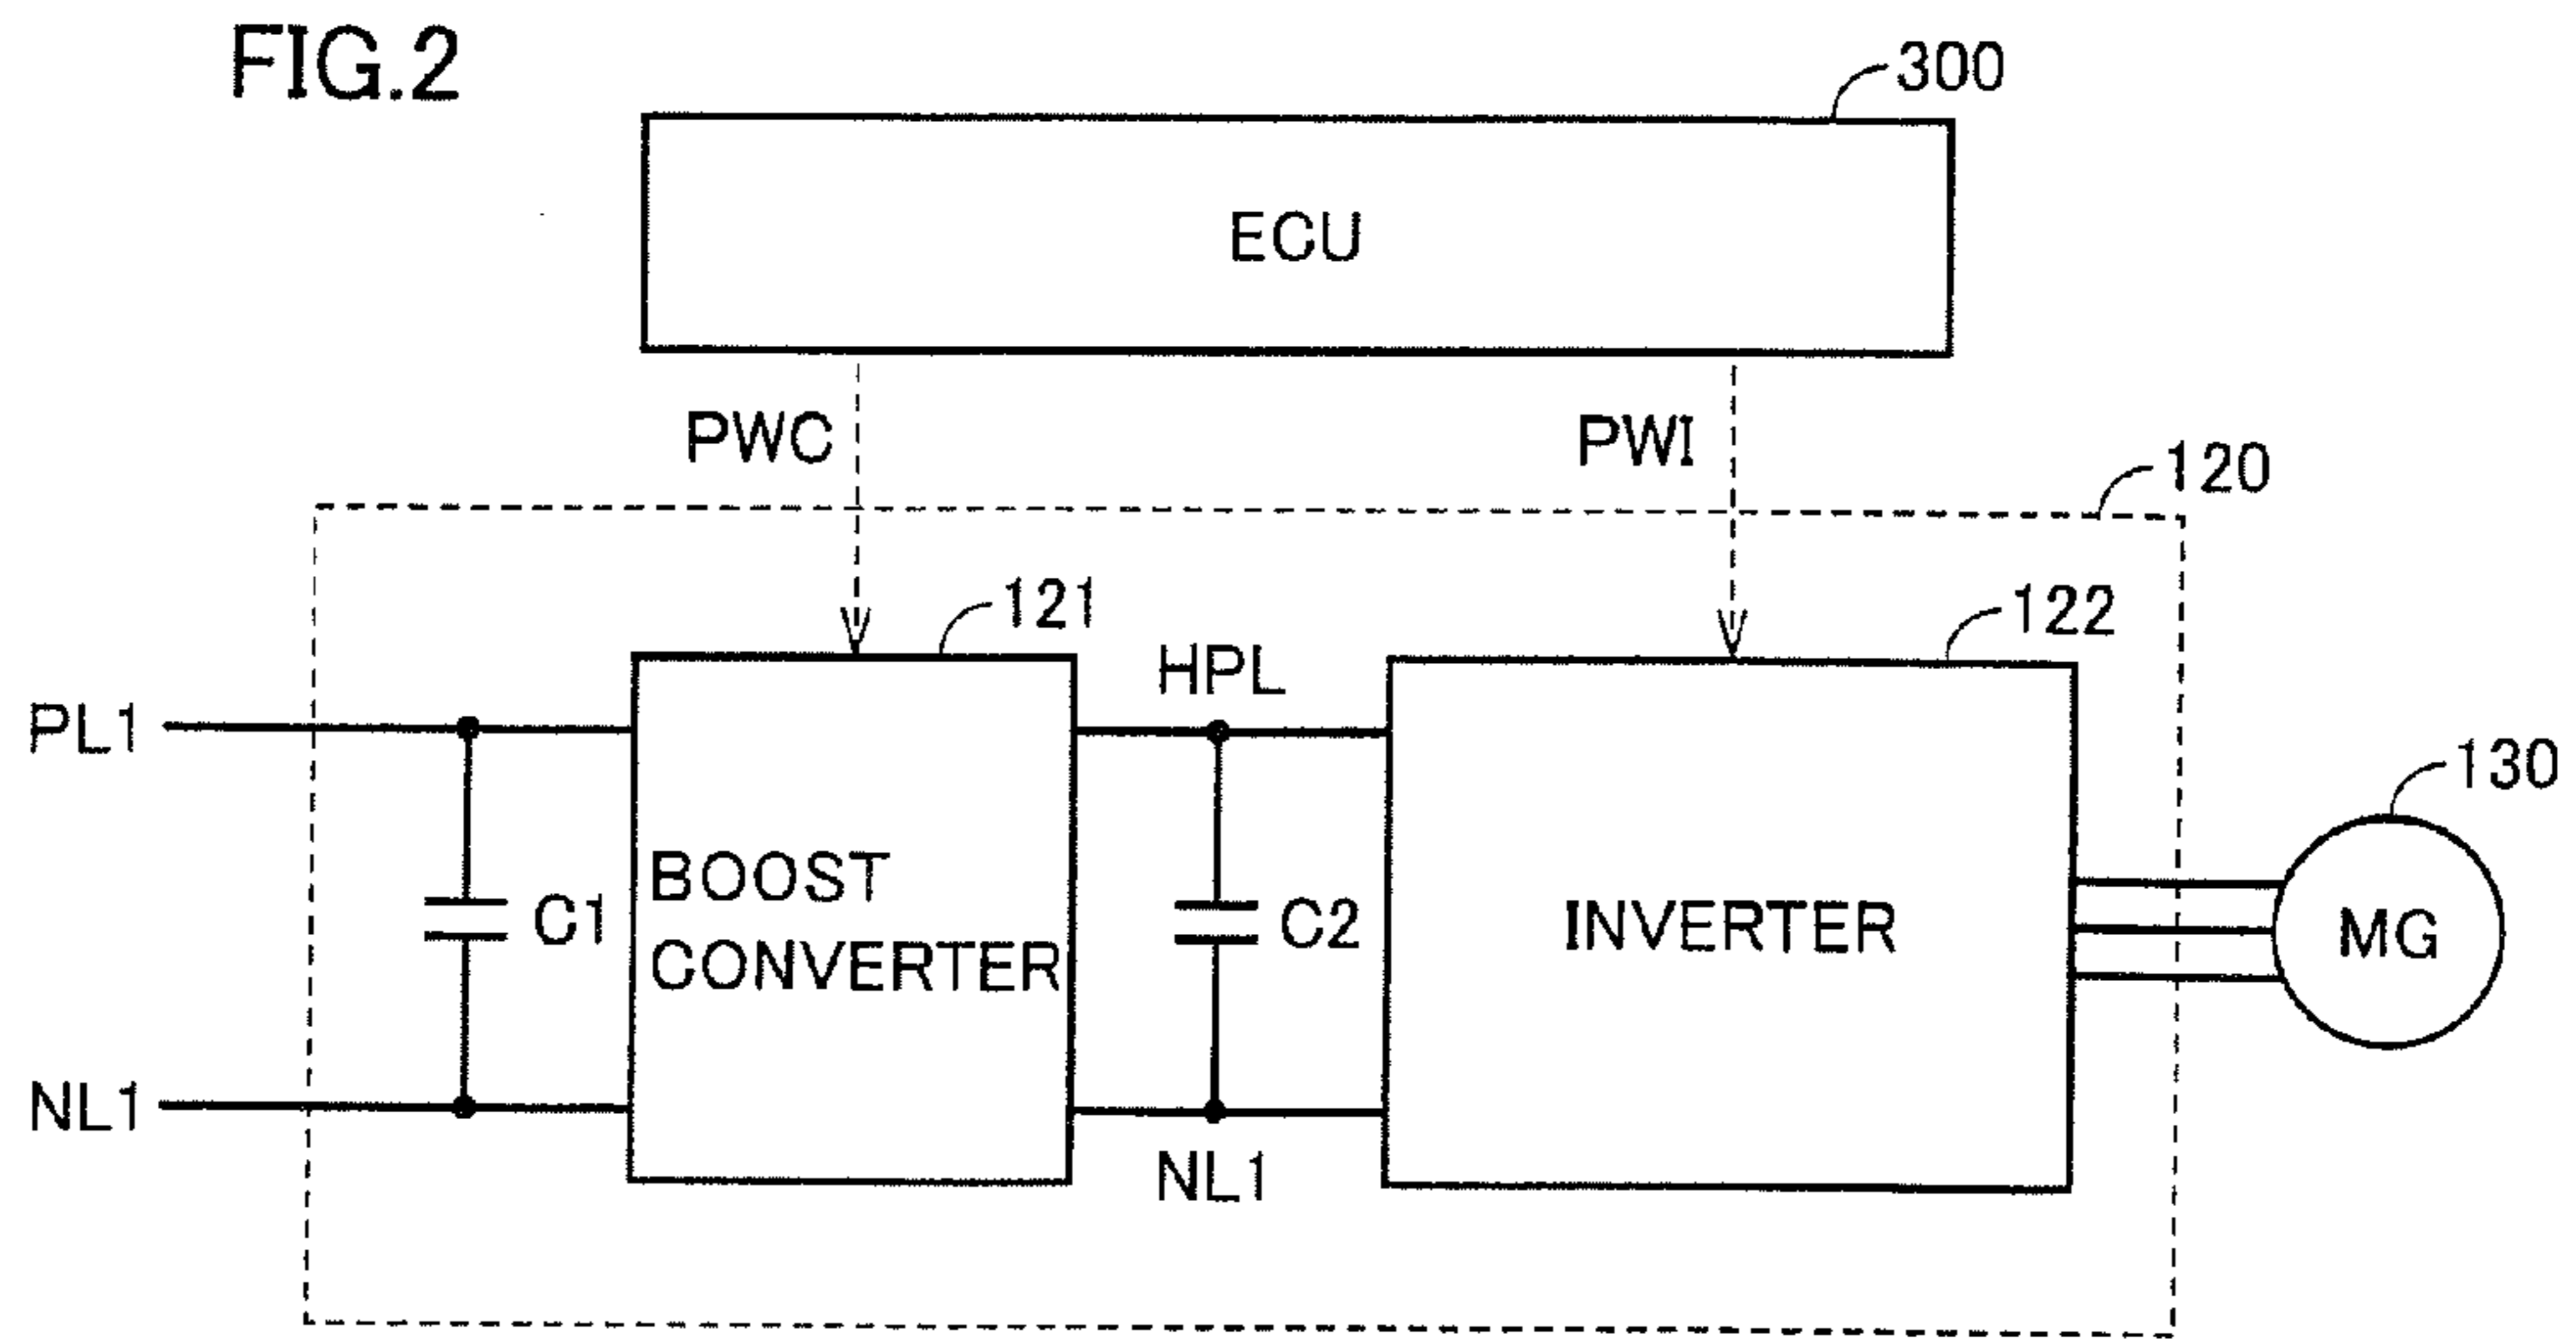 FIG.2
300
ECU
PWC
PWI
120
121
122
HPL
PL1
130
BOOST
CONVERTER
C1
C2
INVERTER
MG
NL1
NL1